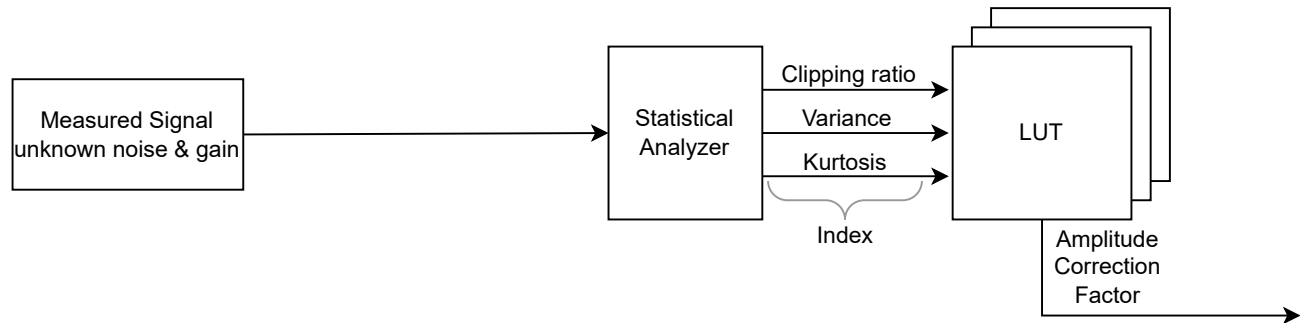 Measured Signal
unknown noise & gain
Statistical
Analyzer
Clipping ratio
Variance
Kurtosis
Index
LUT
Amplitude
Correction
Factor